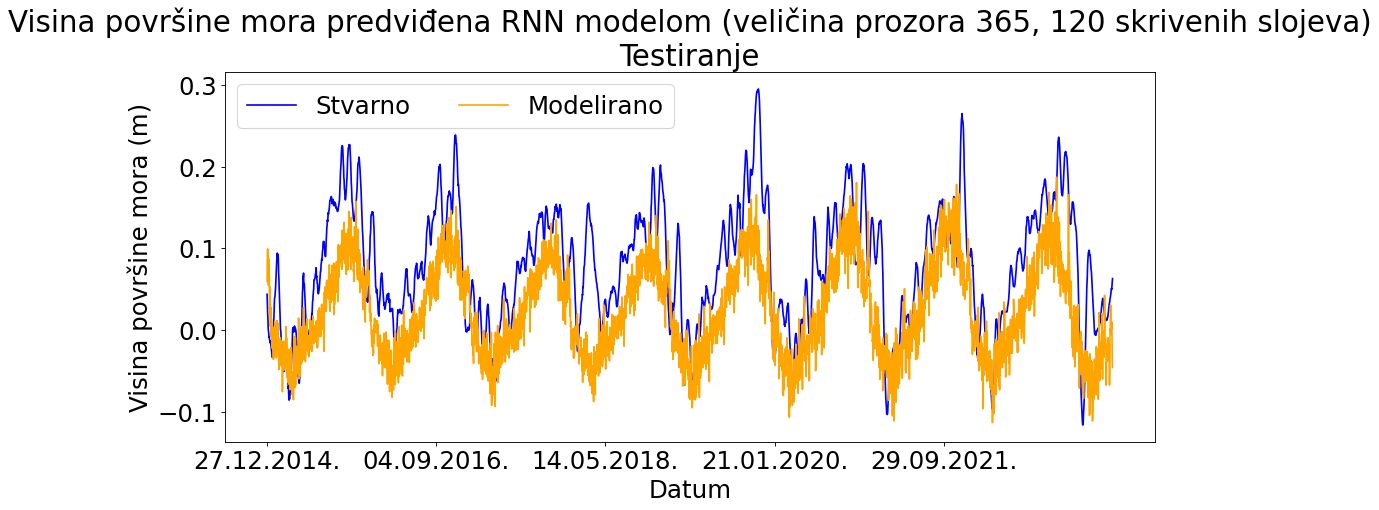 Visina površine mora predviđena RNN modelom (veličina prozora 365, 120 skrivenih slojeva)
Testiranje
Stvarno
Modelirano
Visina površine mora (m)
0.3
0.2
0.1
0.0
−0.1
27.12.2014.
04.09.2016.
14.05.2018.
21.01.2020.
29.09.2021.
Datum